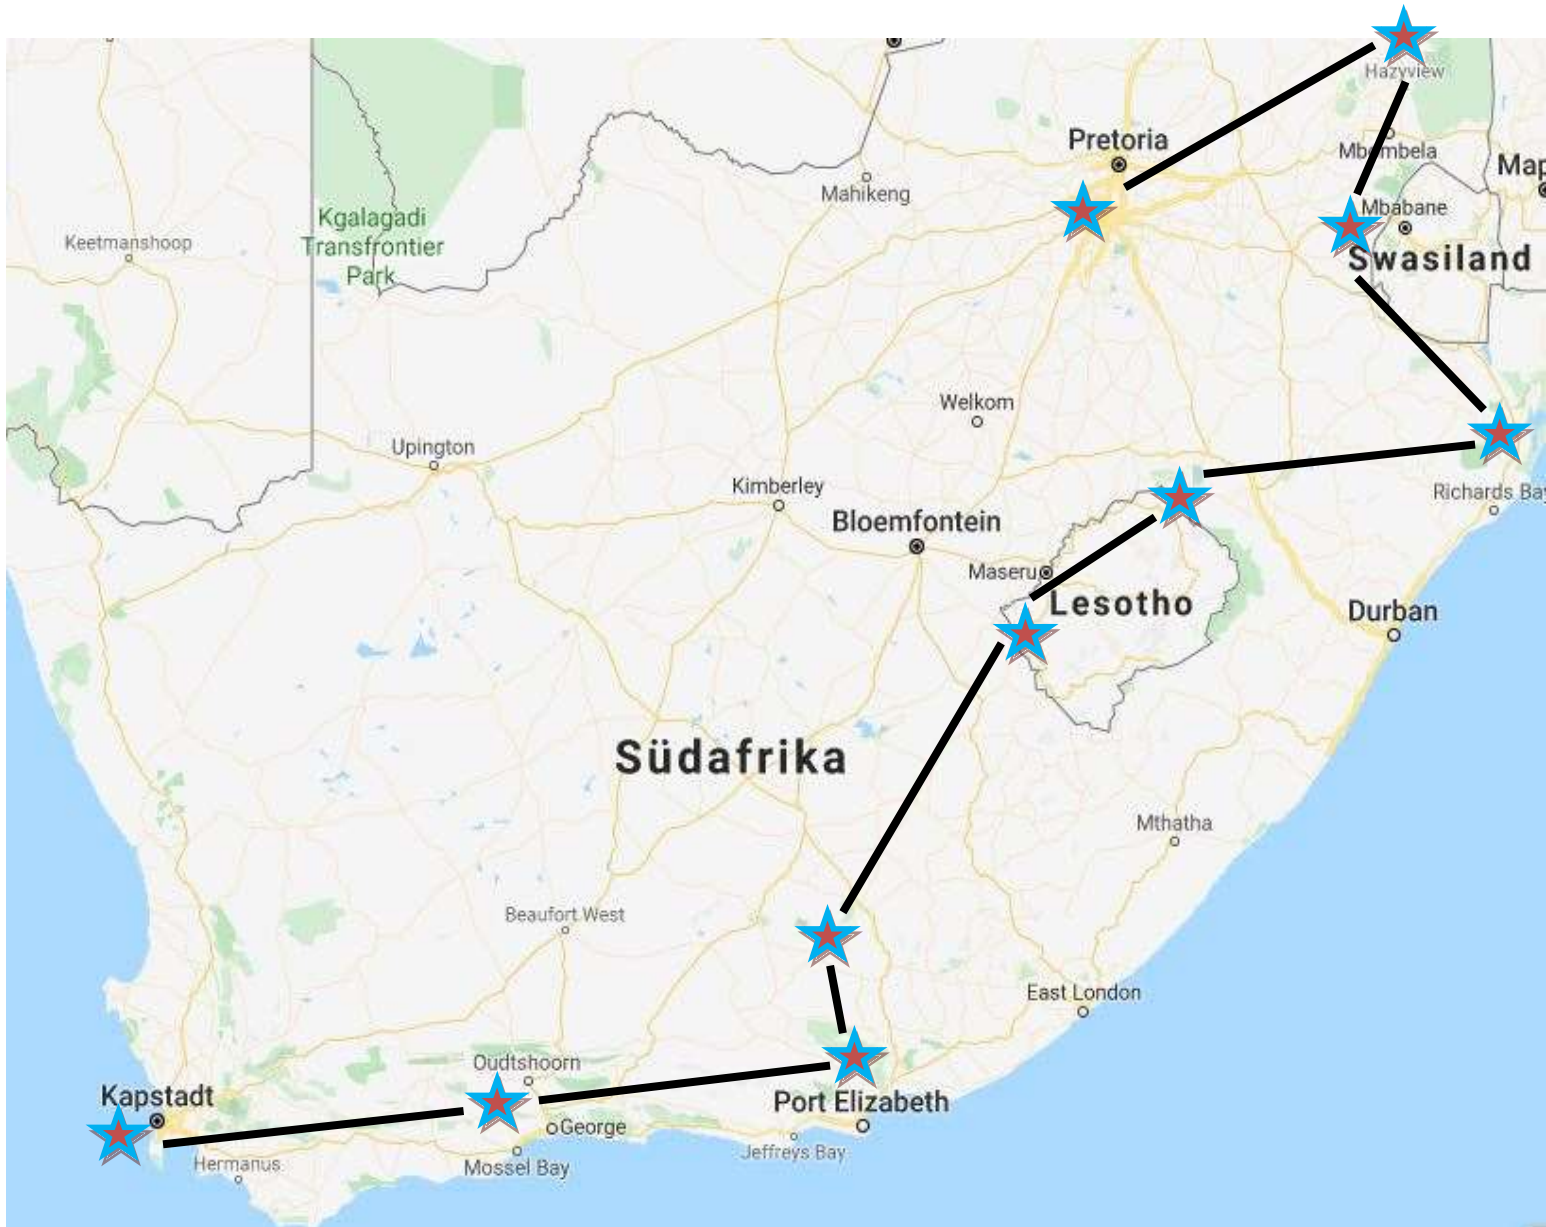 Hazyview
Pretoria
Mbombela
Map
Mahikeng
Mbabane
Kgalagadi
Transfrontier
Park
Keetmanshoop
Swasiland
Welkom
Upington
Kimberley
Richards Bay
Bloemfontein
Maseru
Lesotho
Durban
Südafrika
Mthatha
Beaufort West
East London
Oudtshoorn
Kapstadt
Port Elizabeth
George
Jeffreys Bay
Hermanus
Mossel Bay